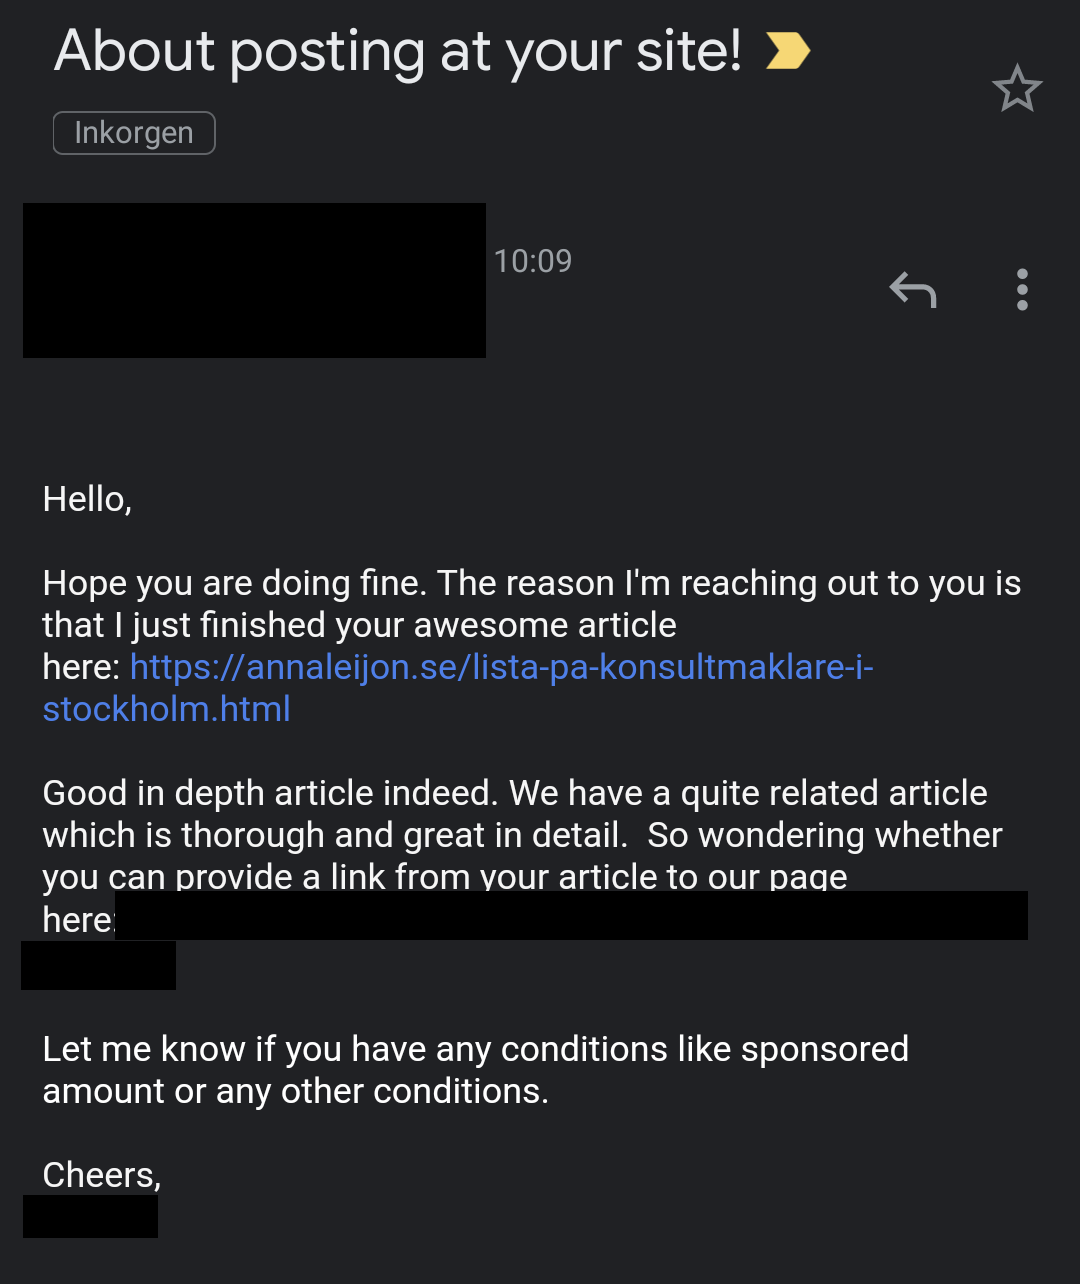 About posting at your site!
Inkorgen
10:09
Hello,
Hope you are doing fine. The reason I'm reaching out to you is
that I just finished your awesome article
here: https://annaleijon.se/lista-pa-konsultmaklare-i-
stockholm.html
Good in depth article indeed. We have a quite related article
which is thorough and great in detail.  So wondering whether
you can provide a link from your article to our page
here:
Let me know if you have any conditions like sponsored
amount or any other conditions.
Cheers,